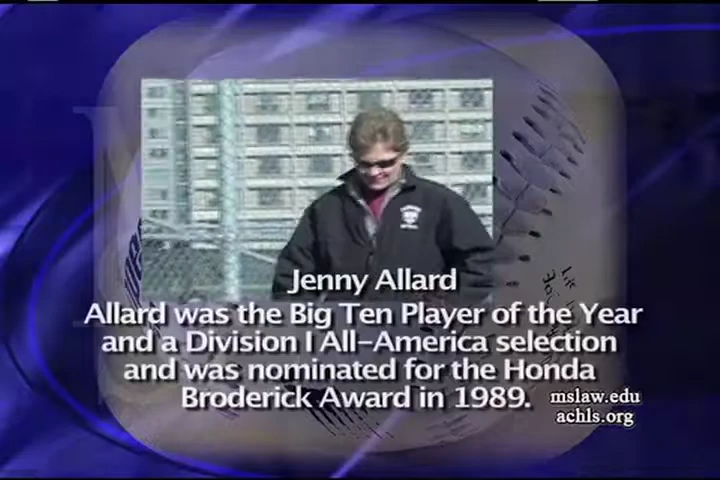 Jenny Allard
Allard was the Big Ten Player of the Year
and a Division I All-America selection
and was nominated for the Honda
Broderick Award in 1989.
mslaw.edu
achls.org